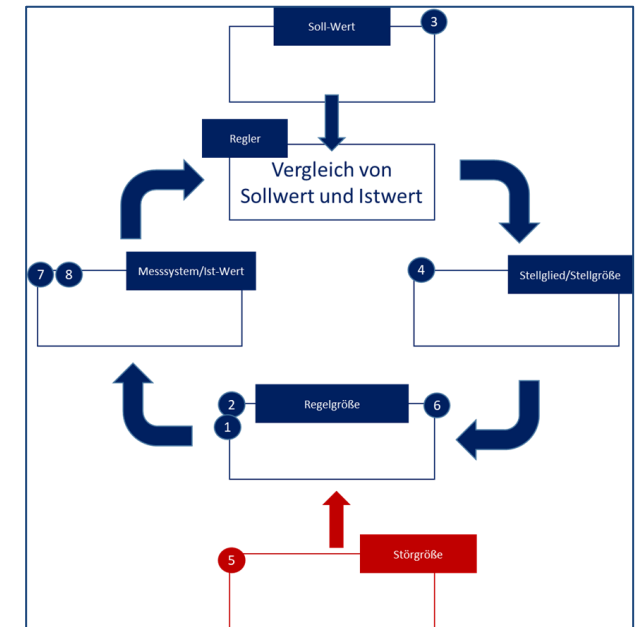 Soll-Wert
3
Regler
Vergleich von
Sollwert und Istwert
7
8
Messsystem/Ist-Wert
4
Stellglied/Stellgröße
2
1
Regelgröße
6
5
Störgröße